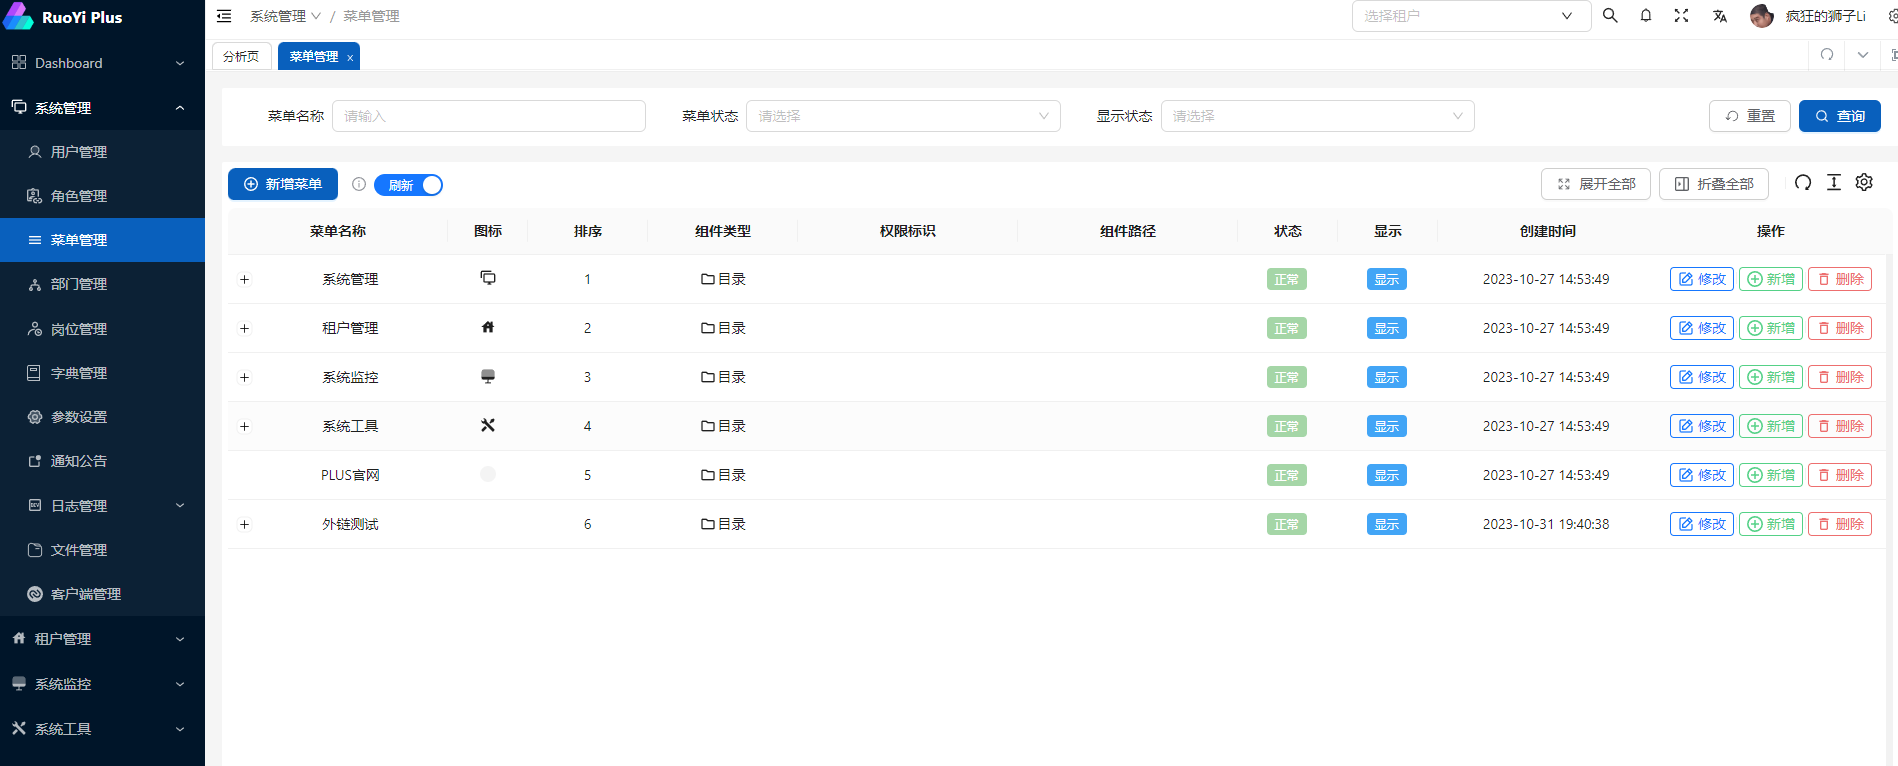 RuoYi Plus
Dashboard
系统管理
用户管理
角色管理
菜单管理
部门管理
岗位管理
字典管理
参数设置
通知公告
日志管理
文件管理
客户端管理
租户管理
系统监控
系统工具
系统管理 / 菜单管理
选择租户
疯狂的狮子Li
分析页
菜单管理 x
菜单名称 请输入 菜单状态 请选择 显示状态 请选择 重置 查询
新增菜单 刷新 展开全部 折叠全部
菜单名称 图标 排序 组件类型 权限标识 组件路径 状态 显示 创建时间 操作
系统管理 1 目录 正常 显示 2023-10-27 14:53:49 修改 新增 删除
租户管理 2 目录 正常 显示 2023-10-27 14:53:49 修改 新增 删除
系统监控 3 目录 正常 显示 2023-10-27 14:53:49 修改 新增 删除
系统工具 4 目录 正常 显示 2023-10-27 14:53:49 修改 新增 删除
PLUS官网 5 目录 正常 显示 2023-10-27 14:53:49 修改 新增 删除
外链测试 6 目录 正常 显示 2023-10-31 19:40:38 修改 新增 删除